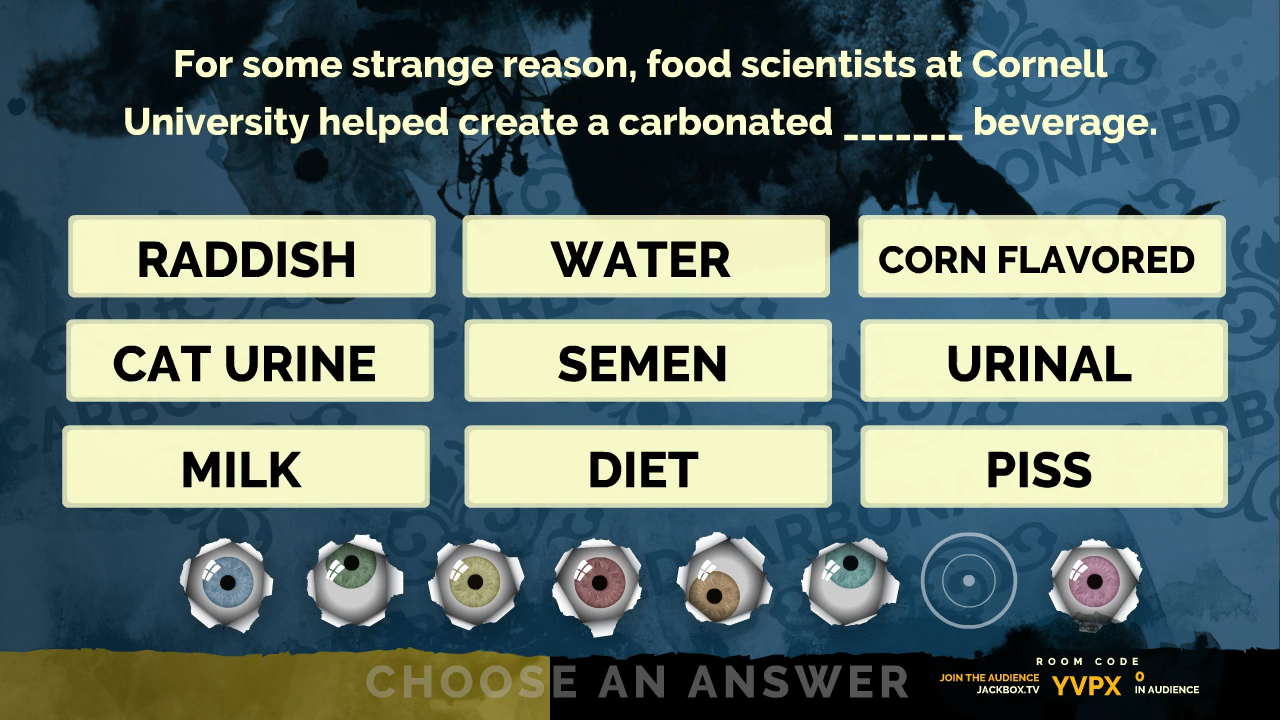 For some strange reason, food scientists at Cornell
University helped create a carbonated _______ beverage.
RADDISH
WATER
CORN FLAVORED
CAT URINE
SEMEN
URINAL
MILK
DIET
PISS
CHOOSE AN ANSWER
ROOM CODE
JOIN THE AUDIENCE
JACKBOX.TV
YVPX
0
IN AUDIENCE
CARBONATED